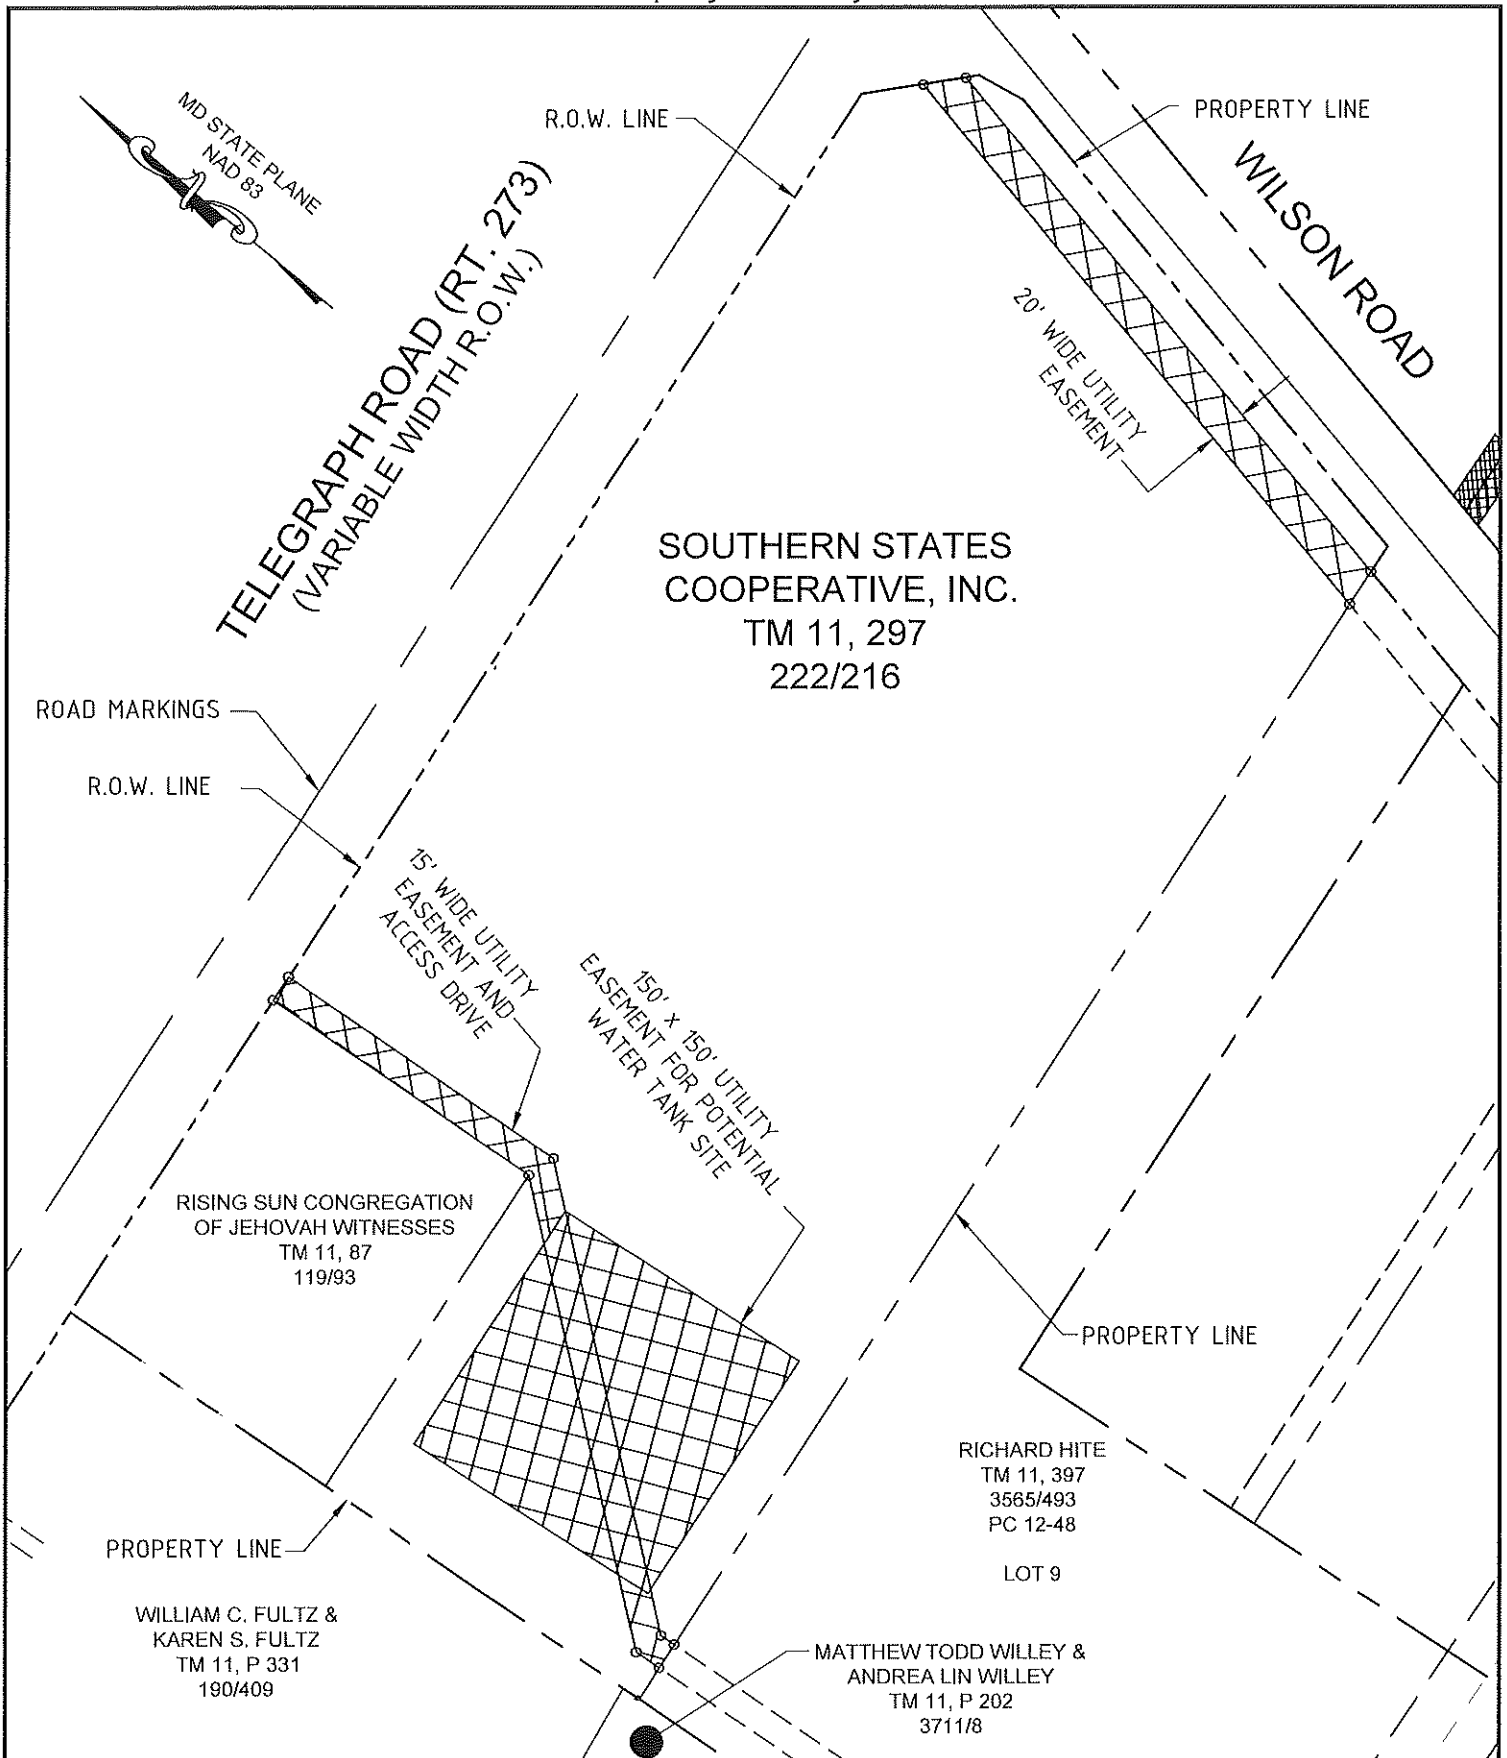 MD STATE PLANE
NAD 83
R.O.W. LINE
PROPERTY LINE
WILSON ROAD
TELEGRAPH ROAD (RT. 273)
(VARIABLE WIDTH R.O.W.)
20' WIDE UTILITY
EASEMENT
SOUTHERN STATES
COOPERATIVE, INC.
TM 11, 297
222/216
ROAD MARKINGS
R.O.W. LINE
15' WIDE UTILITY
EASEMENT AND
ACCESS DRIVE
150' X 150' UTILITY
EASEMENT FOR POTENTIAL
WATER TANK SITE
RISING SUN CONGREGATION
OF JEHOVAH WITNESSES
TM 11, 87
119/93
PROPERTY LINE
RICHARD HITE
TM 11, 397
3565/493
PC 12-48
LOT 9
PROPERTY LINE
WILLIAM C. FULTZ &
KAREN S. FULTZ
TM 11, P 331
190/409
MATTHEW TODD WILLEY &
ANDREA LIN WILLEY
TM 11, P 202
3711/8